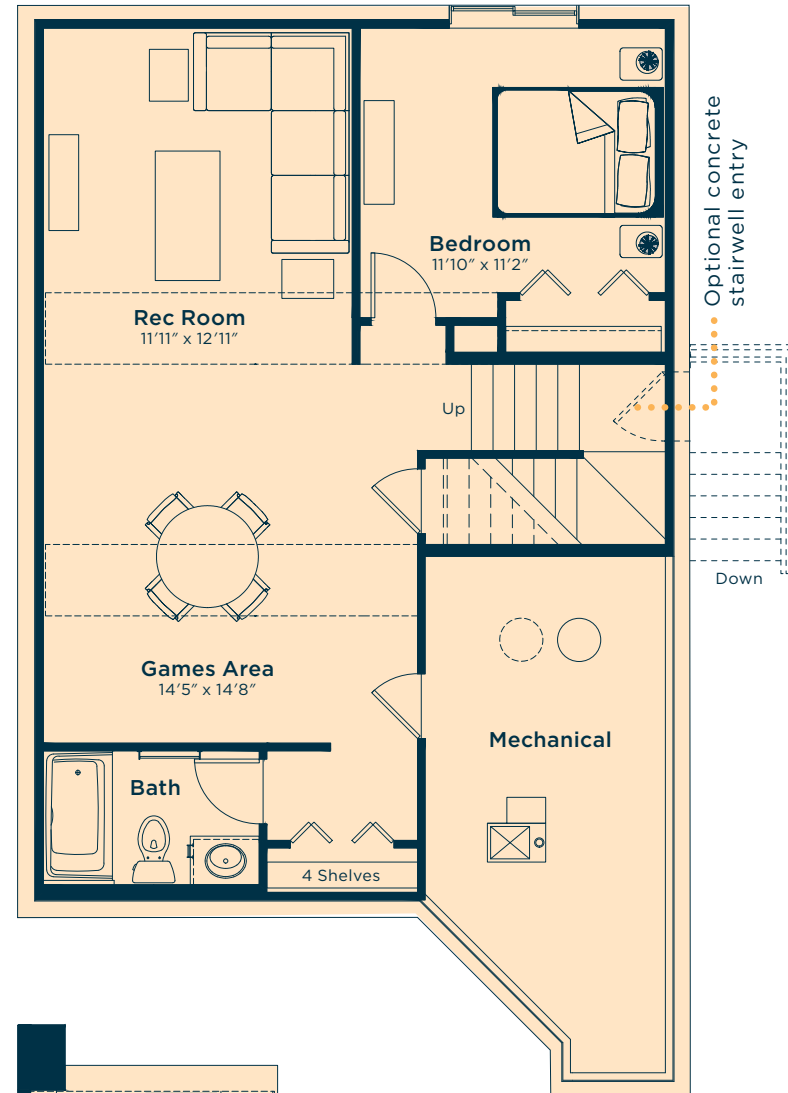 Optional concrete
stairwell entry
Bedroom
11′10″ x 11′2″
Rec Room
11′11″ x 12′11″
Up
Down
Games Area
14′5″ x 14′8″
Mechanical
Bath
4 Shelves